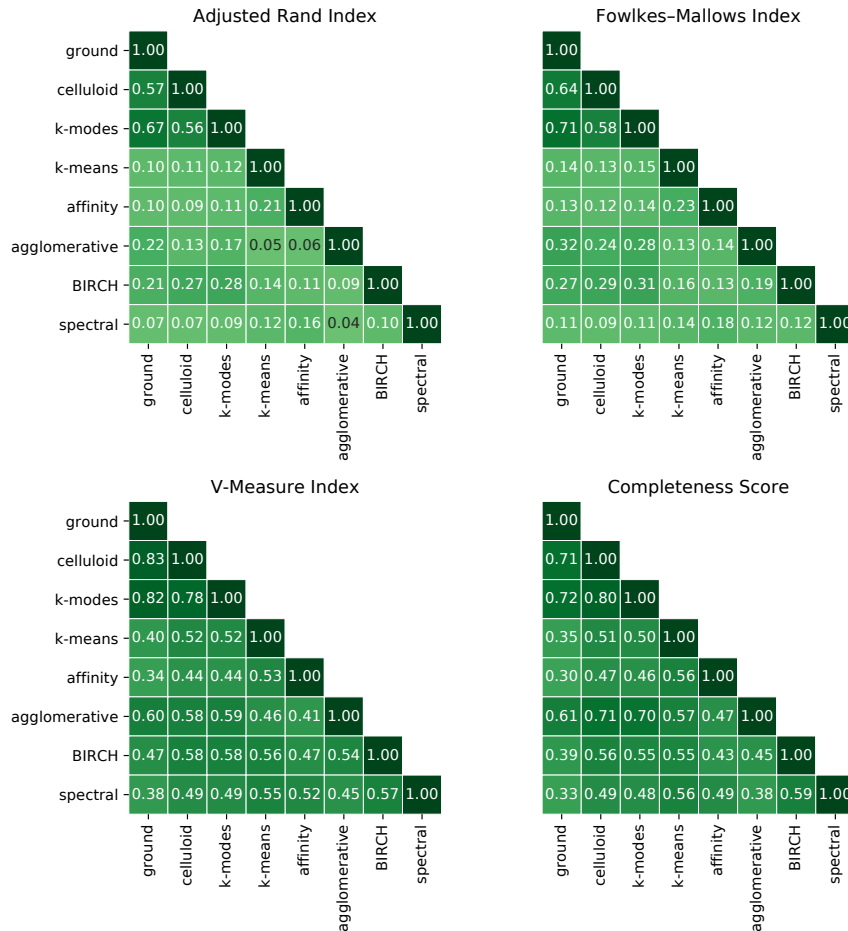 Adjusted Rand Index
ground 1.00
celluloid 0.57 1.00
k-modes 0.67 0.56 1.00
k-means 0.10 0.11 0.12 1.00
affinity 0.10 0.09 0.11 0.21 1.00
agglomerative 0.22 0.13 0.17 0.05 0.06 1.00
BIRCH 0.21 0.27 0.28 0.14 0.11 0.09 1.00
spectral 0.07 0.07 0.09 0.12 0.16 0.04 0.10 1.00
ground celluloid k-modes k-means affinity agglomerative BIRCH spectral
Fowlkes–Mallows Index
1.00
0.64 1.00
0.71 0.58 1.00
0.14 0.13 0.15 1.00
0.13 0.12 0.14 0.23 1.00
0.32 0.24 0.28 0.13 0.14 1.00
0.27 0.29 0.31 0.16 0.13 0.19 1.00
0.11 0.09 0.11 0.14 0.18 0.12 0.12 1.00
ground celluloid k-modes k-means affinity agglomerative BIRCH spectral
V-Measure Index
ground 1.00
celluloid 0.83 1.00
k-modes 0.82 0.78 1.00
k-means 0.40 0.52 0.52 1.00
affinity 0.34 0.44 0.44 0.53 1.00
agglomerative 0.60 0.58 0.59 0.46 0.41 1.00
BIRCH 0.47 0.58 0.58 0.56 0.47 0.54 1.00
spectral 0.38 0.49 0.49 0.55 0.52 0.45 0.57 1.00
ground celluloid k-modes k-means affinity agglomerative BIRCH spectral
Completeness Score
1.00
0.71 1.00
0.72 0.80 1.00
0.35 0.51 0.50 1.00
0.30 0.47 0.46 0.56 1.00
0.61 0.71 0.70 0.57 0.47 1.00
0.39 0.56 0.55 0.55 0.43 0.45 1.00
0.33 0.49 0.48 0.56 0.49 0.38 0.59 1.00
ground celluloid k-modes k-means affinity agglomerative BIRCH spectral